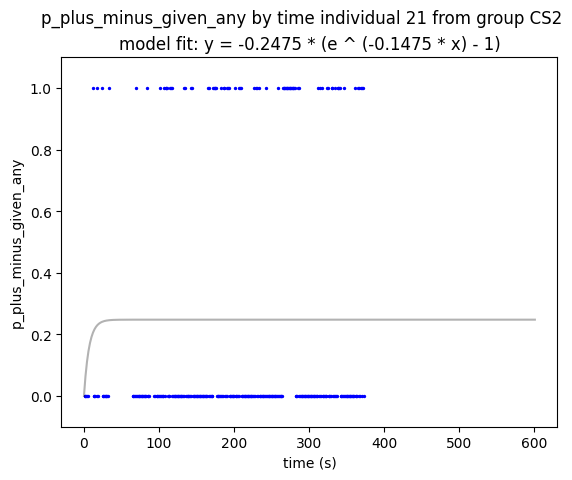 p_plus_minus_given_any by time individual 21 from group CS2
model fit: y = -0.2475 * (e ^ (-0.1475 * x) - 1)
p_plus_minus_given_any
1.0
0.8
0.6
0.4
0.2
0.0
0 100 200 300 400 500 600
time (s)